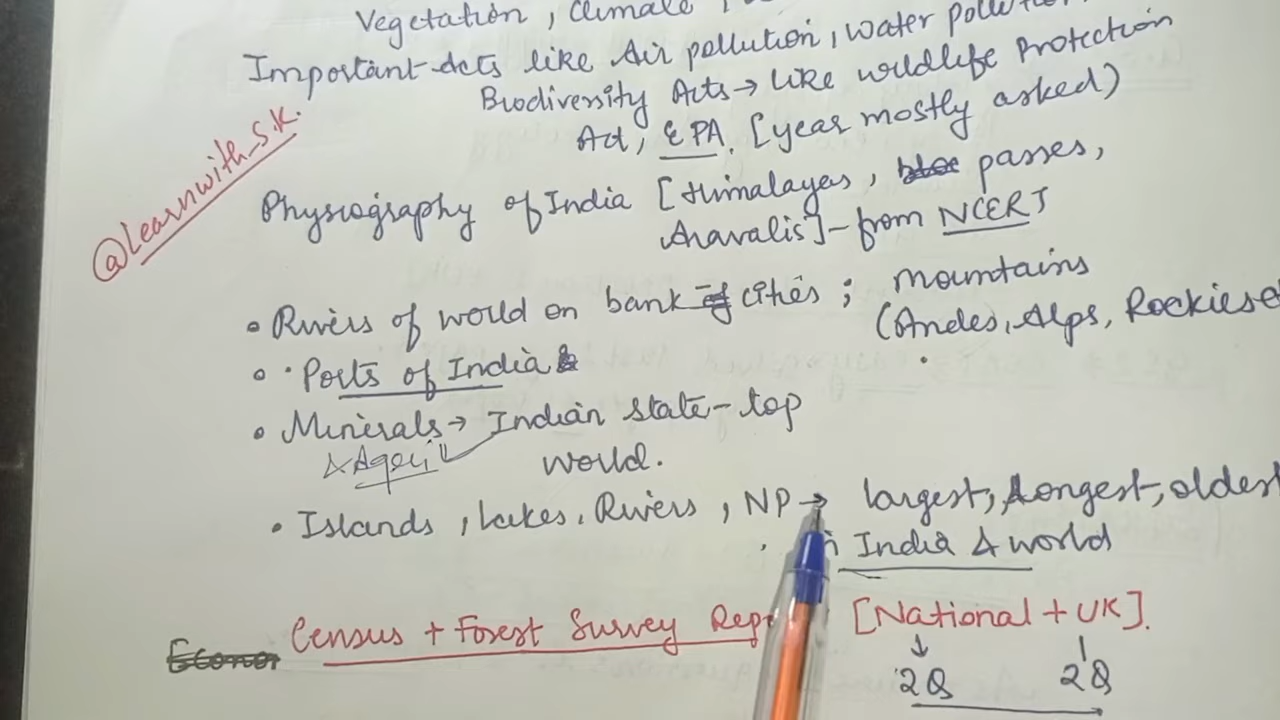 Vegetation, Climate,
Important Acts like Air pollution, Water
Biodiversity Acts → like wildlife Protection
Act, EPA, [year mostly asked)
@Learnwith_S.K.
Physiography of India [Himalayas, passes,
Aravalis] - from NCERT
• Rivers of world on bank of cities; Mountains
(Andes, Alps, Rockies
• Ports of India &
• Minerals → Indian state - top
& Agri
world.
• Islands, Lakes, Rivers, NP → largest, Longest, oldest
India & world
Census + Forest Survey [National + UK].
Econo
2Q 2Q